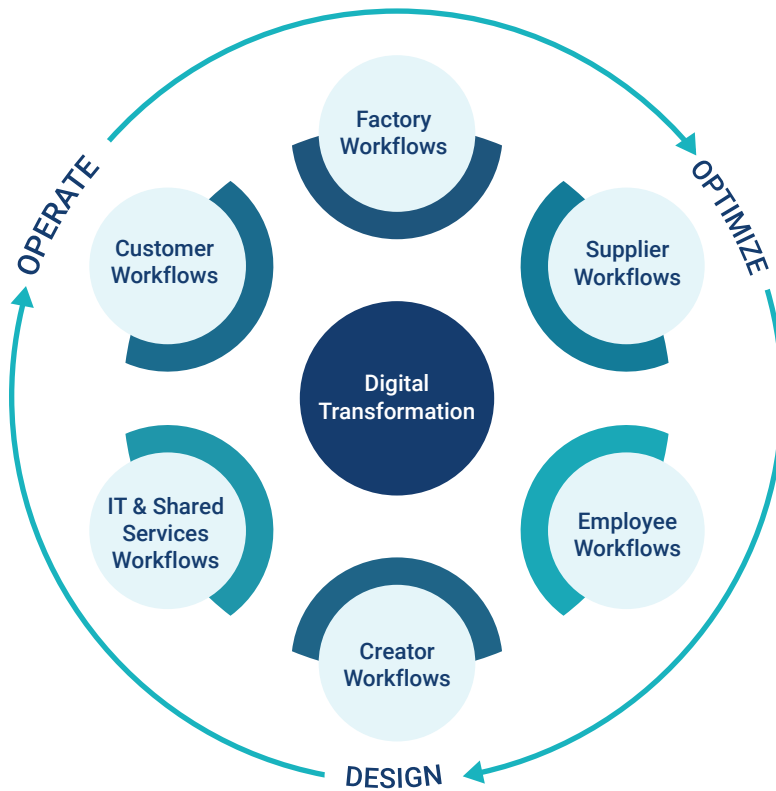 Factory
Workflows
OPERATE
OPTIMIZE
Customer
Workflows
Supplier
Workflows
Digital
Transformation
IT & Shared
Services
Workflows
Employee
Workflows
Creator
Workflows
DESIGN